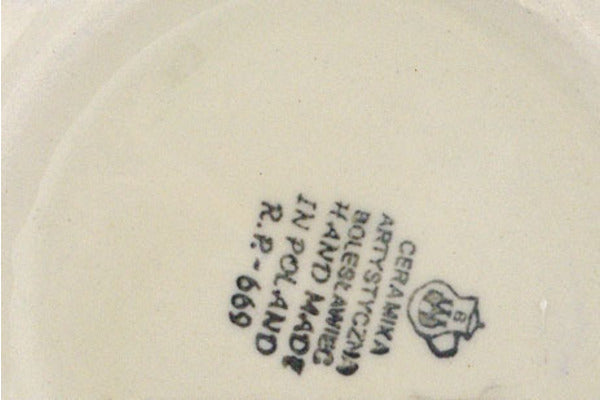 B
CERAMIKA
ARTYSTYCZNA
BOLESŁAWIEC
HAND MADE
IN POLAND
R.P.-669